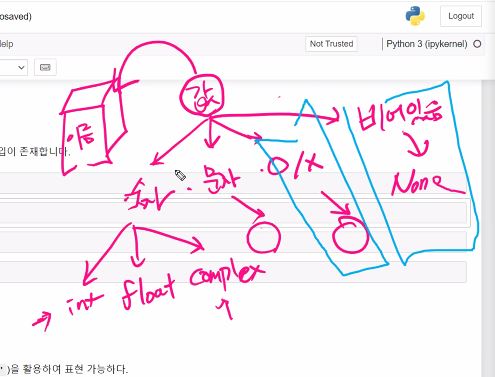 osaved)
Logout
Help
Not Trusted
Python 3 (ipykernel)
값
이름
비어있음
입이 존재합니다.
숫자 . 문자 . O/X
None
int float complex
')을 활용하여 표현 가능하다.